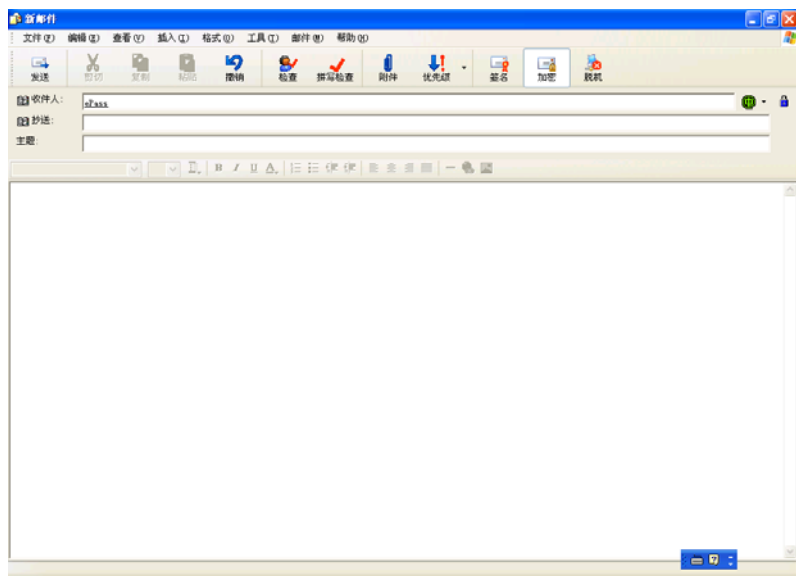 新邮件
文件(F) 编辑(E) 查看(V) 插入(I) 格式(O) 工具(T) 邮件(M) 帮助(H)
发送 剪切 复制 粘贴 撤销 检查 拼写检查 附件 优先级 签名 加密 脱机
收件人: ePass
抄送:
主题:
B I U A